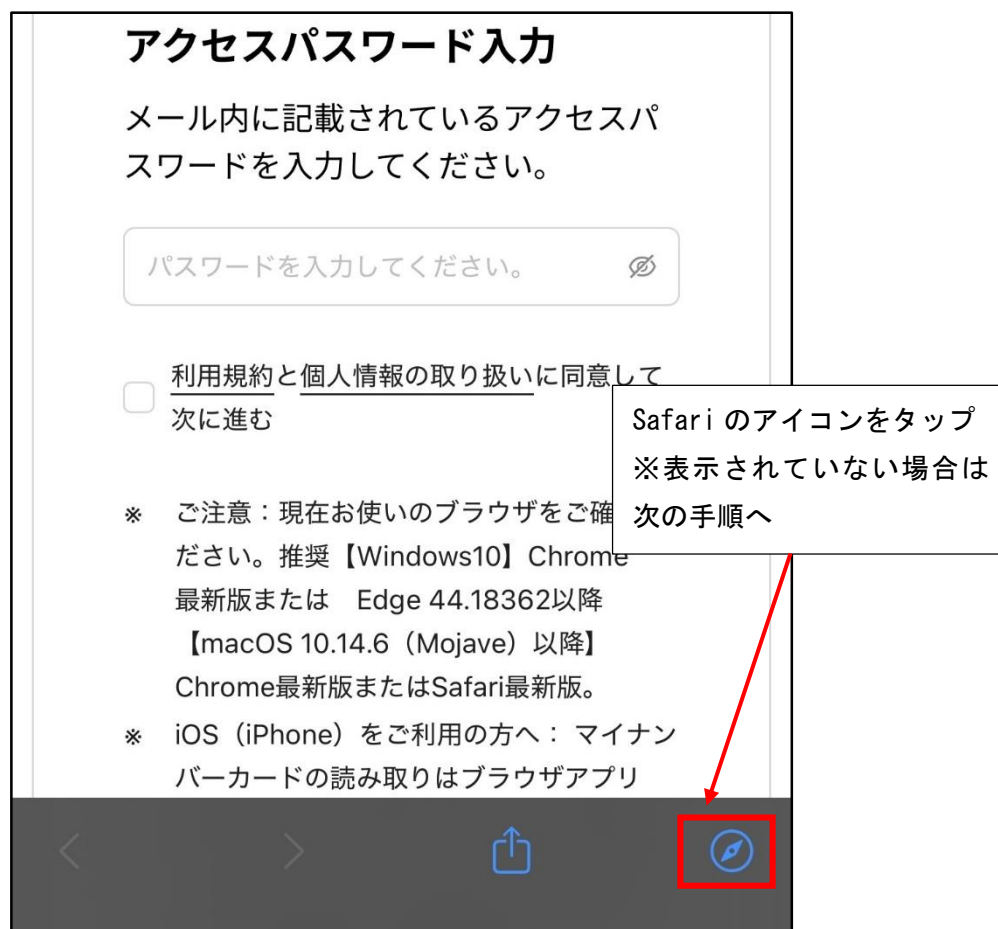 アクセスパスワード入力
メール内に記載されているアクセスパ
スワードを入力してください。
パスワードを入力してください。
利用規約と個人情報の取り扱いに同意して
次に進む
Safari のアイコンをタップ
※表示されていない場合は
次の手順へ
※ ご注意：現在お使いのブラウザをご確
ださい。推奨【Windows10】Chrome
最新版または　Edge 44.18362以降
【macOS 10.14.6（Mojave）以降】
Chrome最新版またはSafari最新版。
※ iOS（iPhone）をご利用の方へ： マイナン
バーカードの読み取りはブラウザアプリ